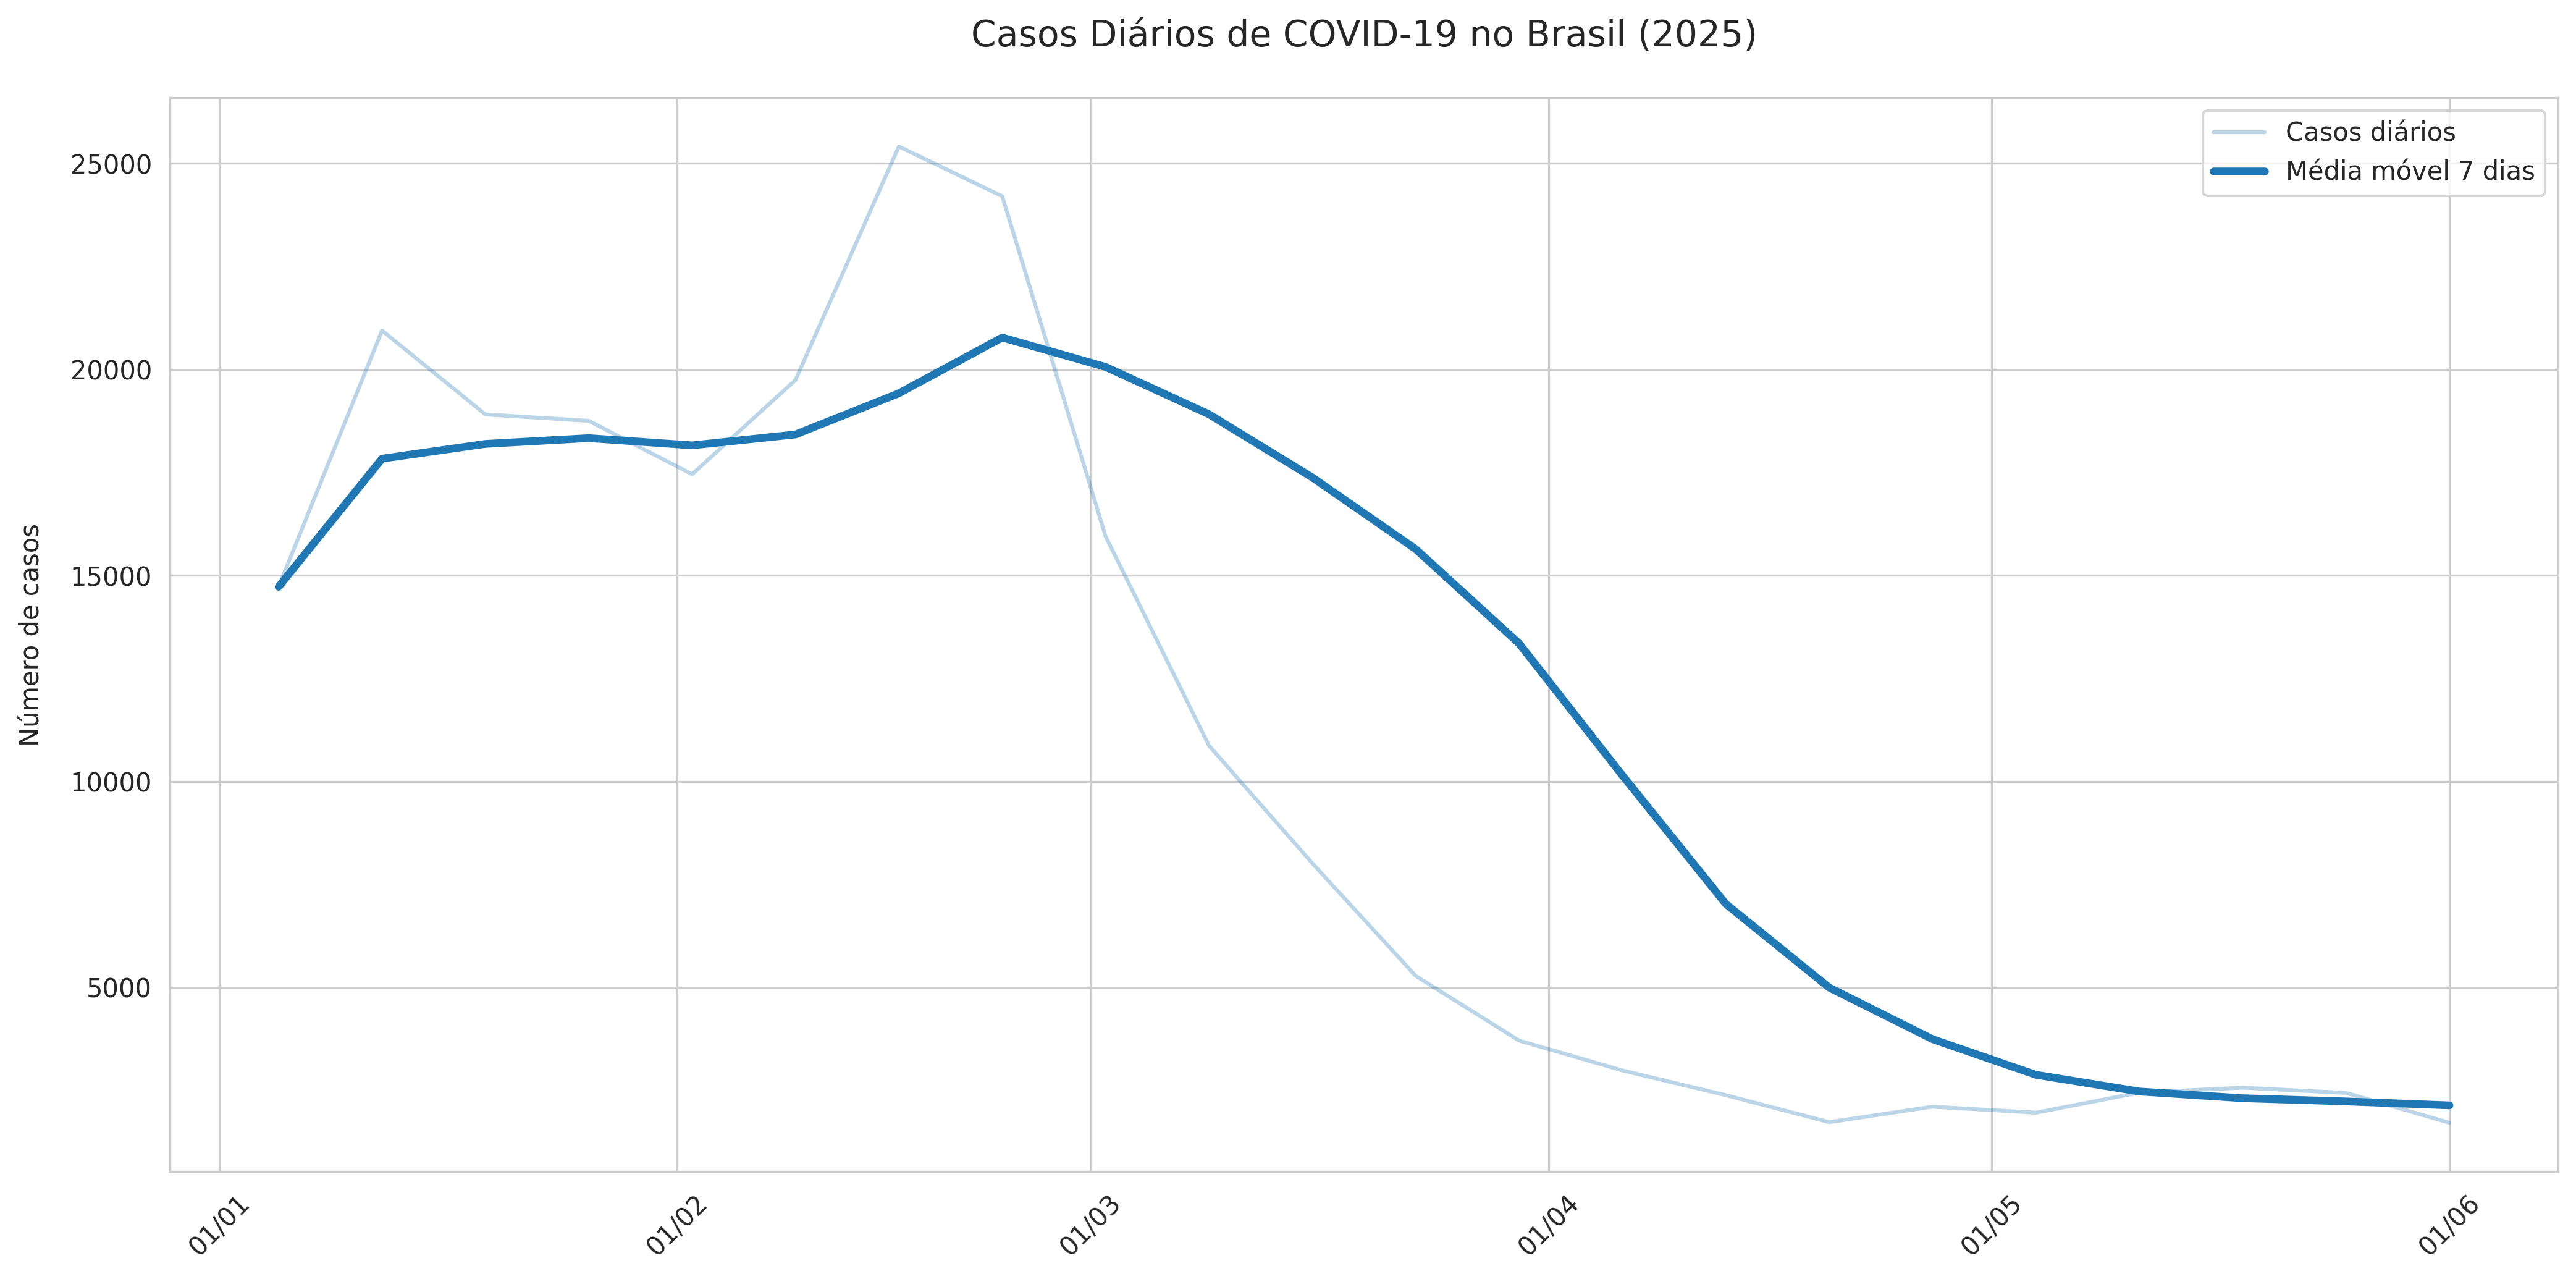 Casos Diários de COVID-19 no Brasil (2025)
Casos diários
Média móvel 7 dias
Número de casos
25000
20000
15000
10000
5000
01/01
01/02
01/03
01/04
01/05
01/06